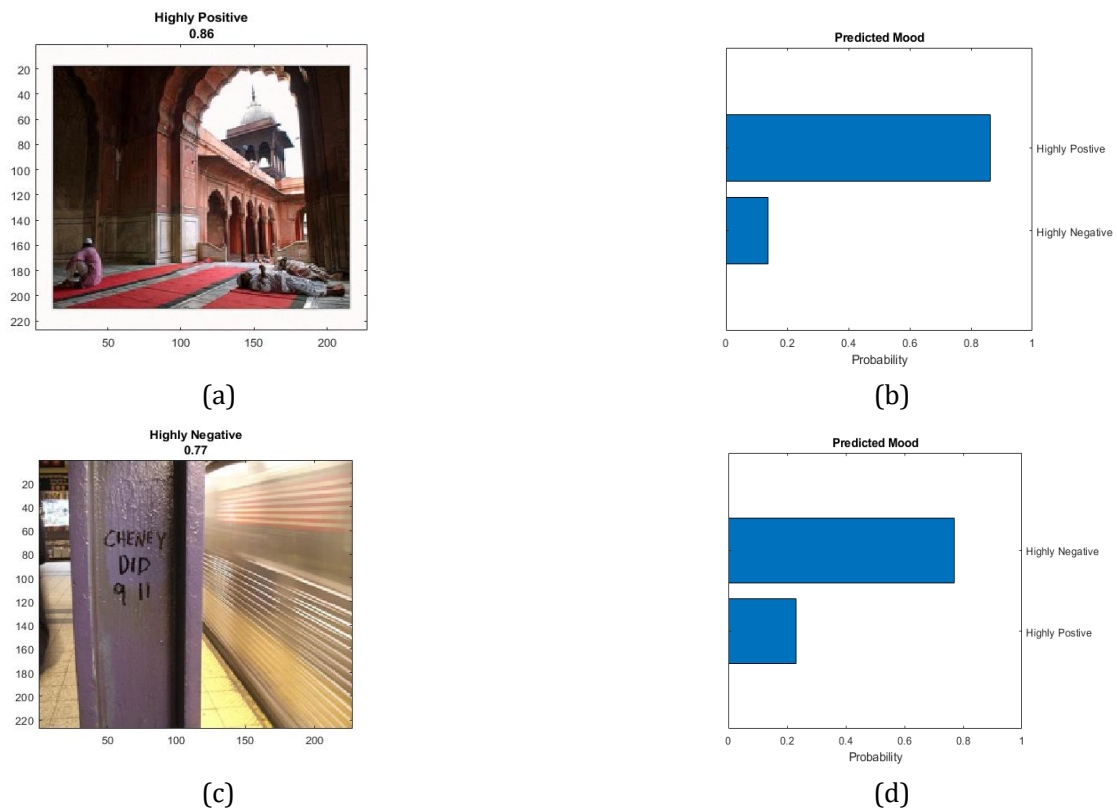 Highly Positive
0.86
20
40
60
80
100
120
140
160
180
200
220
50
100
150
200
(a)
Predicted Mood
Highly Postive
Highly Negative
0
0.2
0.4
0.6
0.8
1
Probability
(b)
Highly Negative
0.77
20
40
60
80
100
120
140
160
180
200
220
CHENEY
DID
9 11
50
100
150
200
(c)
Predicted Mood
Highly Negative
Highly Postive
0
0.2
0.4
0.6
0.8
1
Probability
(d)